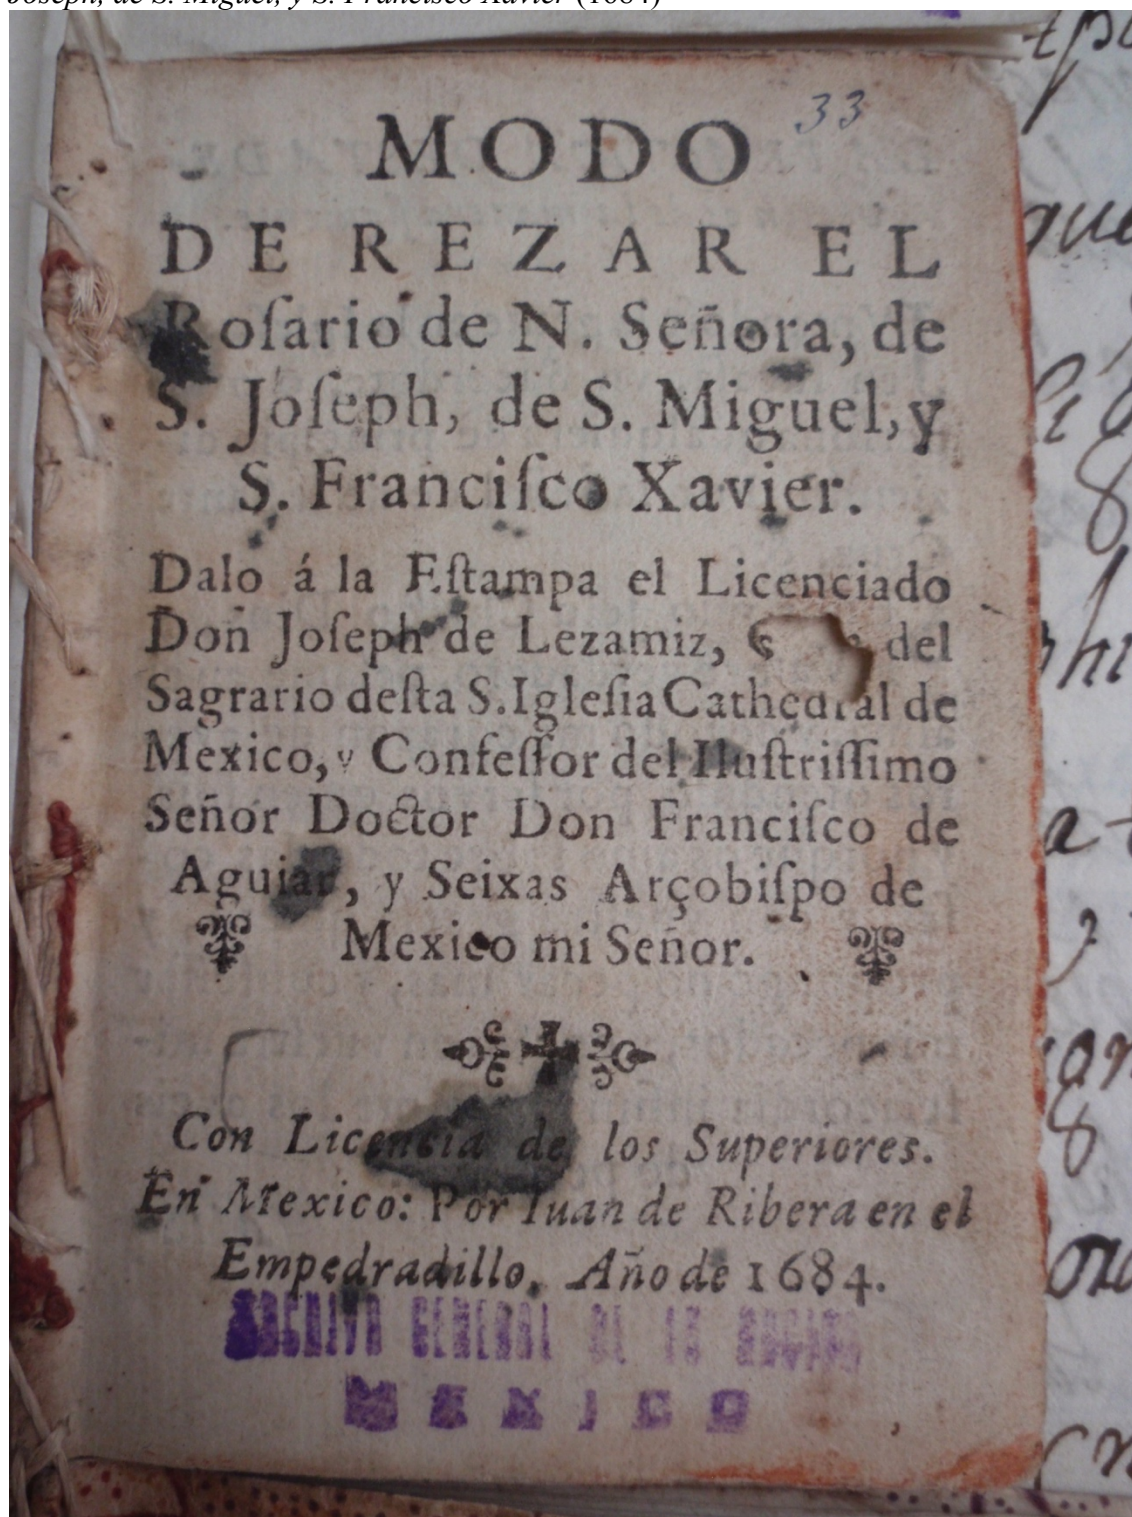 Joseph, de S. Miguel, y S. Francisco Xavier (1684)
33
MODO
DE REZAR EL
Roſario de N. Señora, de
S. Joſeph, de S. Miguel, y
S. Franciſco Xavier.
Dalo á la Eſtampa el Licenciado
Don Joſeph de Lezamiz, del
Sagrario deſta S. Igleſia Cathedral de
Mexico, y Confeſſor del Iluſtriſſimo
Señor Doctor Don Franciſco de
Aguiar, y Seixas Arçobiſpo de
Mexico mi Señor.
Con Licencia de los Superiores.
En Mexico: Por Iuan de Ribera en el
Empedradillo, Año de 1684.
ARCHIVO GENERAL DE LA NACION
MEXICO